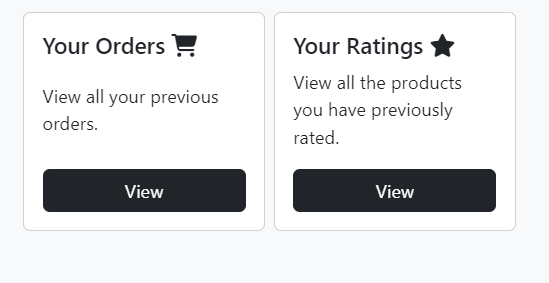 Your Orders
View all your previous
orders.
View
Your Ratings
View all the products
you have previously
rated.
View